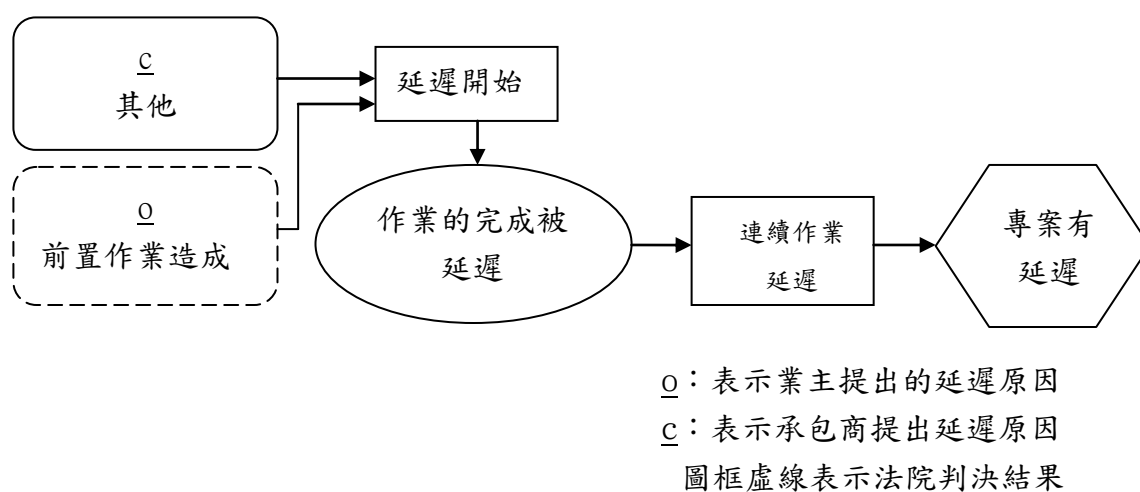 c
其他
延遲開始
o
前置作業造成
作業的完成被
延遲
連續作業
延遲
專案有
延遲
o：表示業主提出的延遲原因
c：表示承包商提出延遲原因
圖框虛線表示法院判決結果